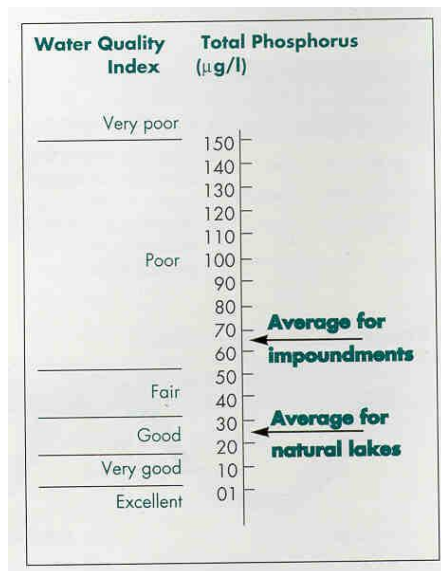 Water Quality Total Phosphorus
Index (µg/l)
Very poor
150
140
130
120
110
Poor 100
90
80
70 Average for
60 impoundments
50
Fair
40
30 Average for
Good
20 natural lakes
Very good 10
01
Excellent